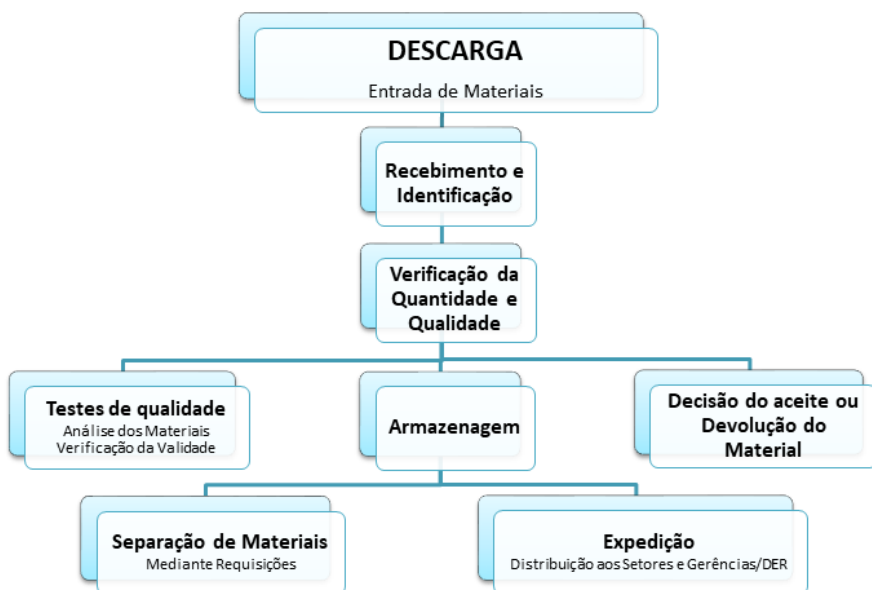 DESCARGA
Entrada de Materiais
Recebimento e
Identificação
Verificação da
Quantidade e
Qualidade
Testes de qualidade
Análise dos Materiais
Verificação da Validade
Armazenagem
Decisão do aceite ou
Devolução do
Material
Separação de Materiais
Mediante Requisições
Expedição
Distribuição aos Setores e Gerências/DER